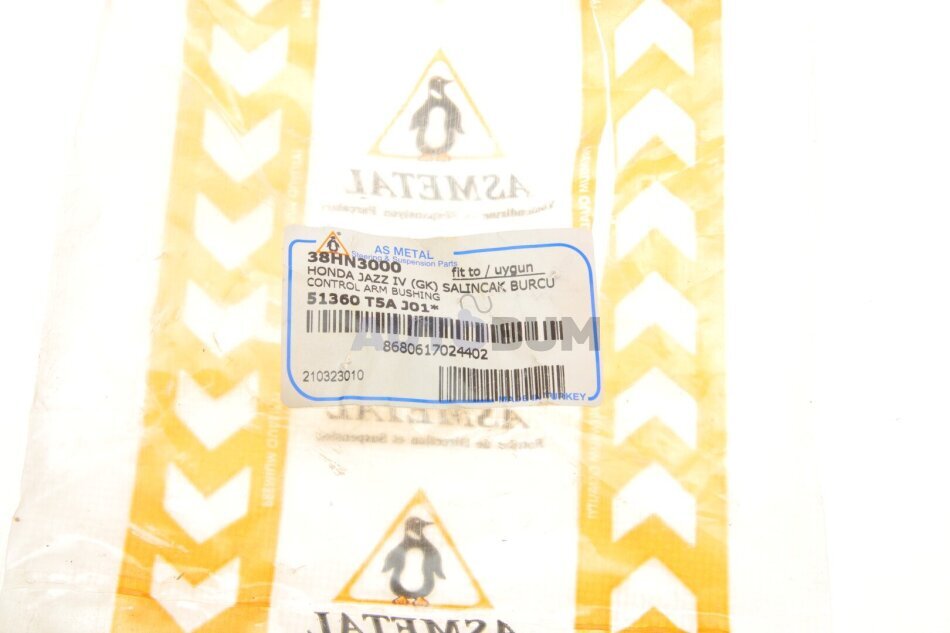 ASMETAL
AS METAL
Steering & Suspension Parts
38HN3000
fit to / uygun
HONDA JAZZ IV (GK) SALINCAK BURCU
CONTROL ARM BUSHING
51360 T5A J01*
AUTODUM
8680617024402
210323010
MADE IN TURKEY
ASMETAL
ASMETAL